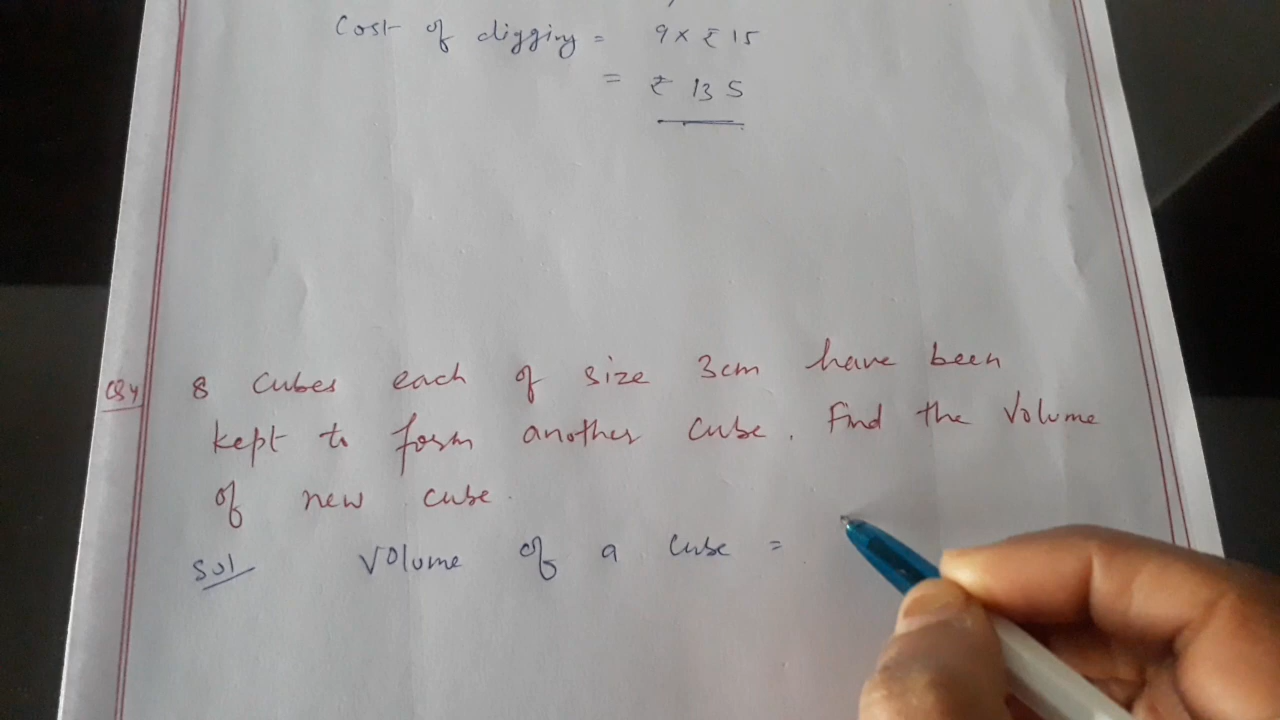 Cost of digging = 9 x ₹ 15
= ₹ 135
Q4 8 cubes each of size 3cm have been
kept to form another cube. Find the Volume
of new cube.
Sol Volume of a cube =